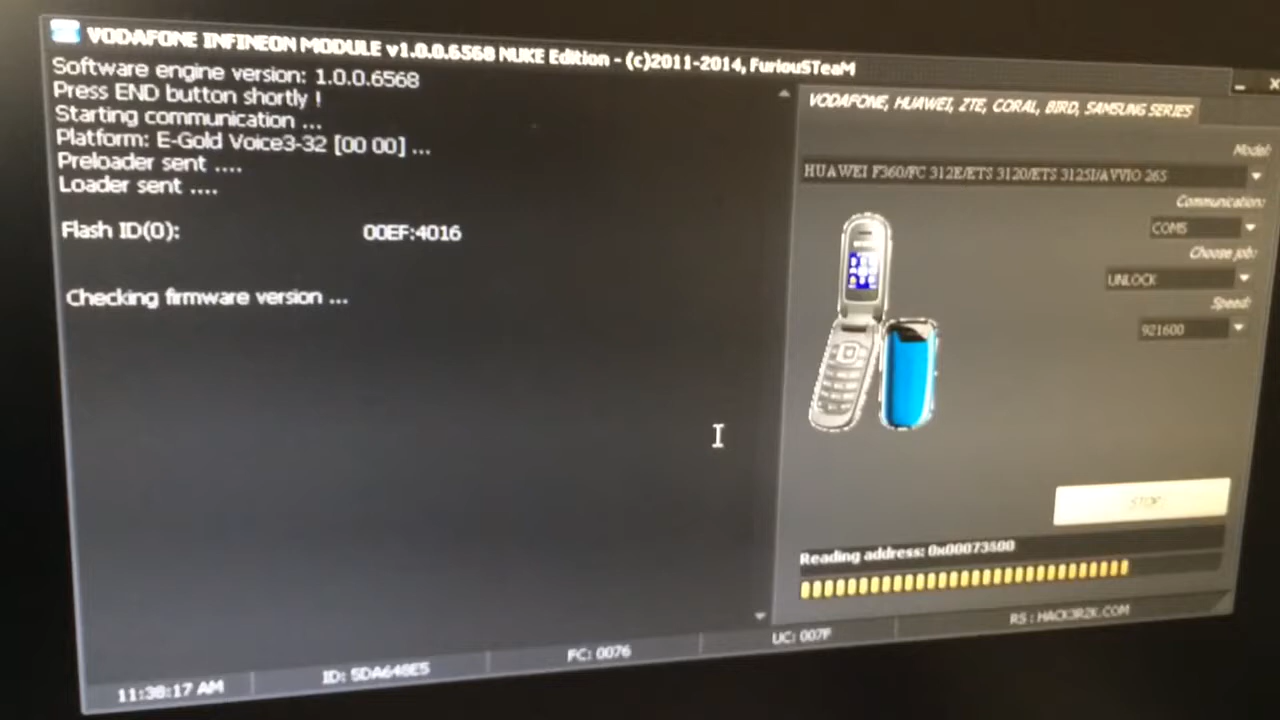 VODAFONE INFINEON MODULE v1.0.0.6568 NUKE Edition - (c)2011-2014, FuriouSTeaM
Software engine version: 1.0.0.6568
Press END button shortly !
Starting communication ...
Platform: E-Gold Voice3-32 [00 00] ...
Preloader sent ....
Loader sent ....
Flash ID(0): 00EF:4016
Checking firmware version ...
VODAFONE, HUAWEI, ZTE, CORAL, BIRD, SAMSUNG SERIES
Model:
HUAWEI F360/FC 312E/ETS 3120/ETS 3125I/AVVIO 265
Communication:
COM5
Choose job:
UNLOCK
Speed:
921600
STOP
Reading address: 0x00073500
RS : HACK3R2K.COM
11:38:17 AM
ID: 5DA648E5
FC: 0076
UC: 007F